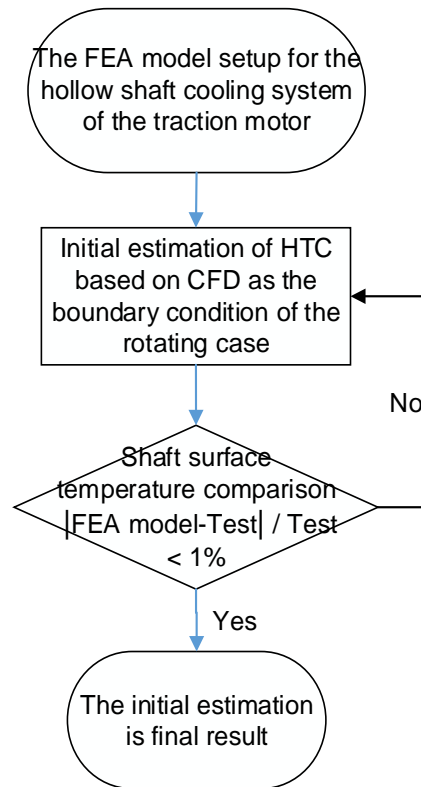 The FEA model setup for the
hollow shaft cooling system
of the traction motor
Initial estimation of HTC
based on CFD as the
boundary condition of the
rotating case
No
Shaft surface
temperature comparison
|FEA model-Test| / Test
< 1%
Yes
The initial estimation
is final result